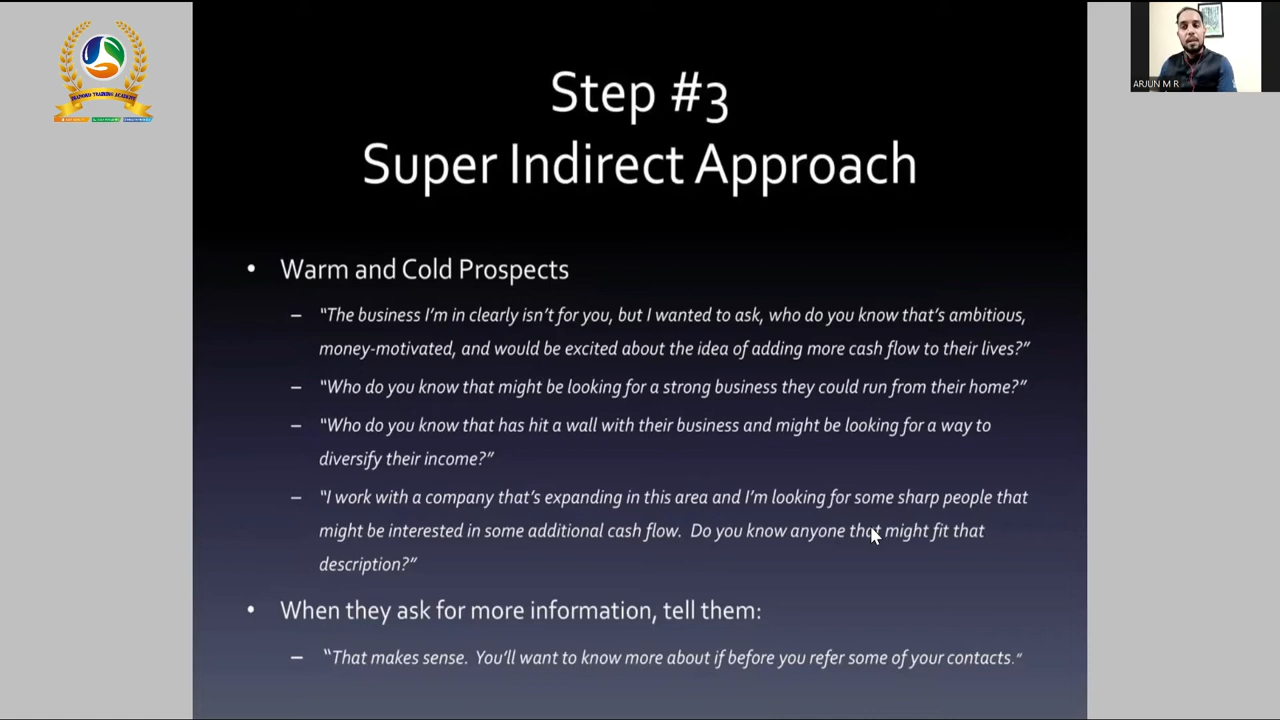 Step #3
Super Indirect Approach
• Warm and Cold Prospects
– “The business I’m in clearly isn’t for you, but I wanted to ask, who do you know that’s ambitious,
money-motivated, and would be excited about the idea of adding more cash flow to their lives?”
– “Who do you know that might be looking for a strong business they could run from their home?”
– “Who do you know that has hit a wall with their business and might be looking for a way to
diversify their income?”
– “I work with a company that’s expanding in this area and I’m looking for some sharp people that
might be interested in some additional cash flow.  Do you know anyone that might fit that
description?”
• When they ask for more information, tell them:
– “That makes sense.  You’ll want to know more about if before you refer some of your contacts.”
TRAINING ACADEMY
ARJUN M R